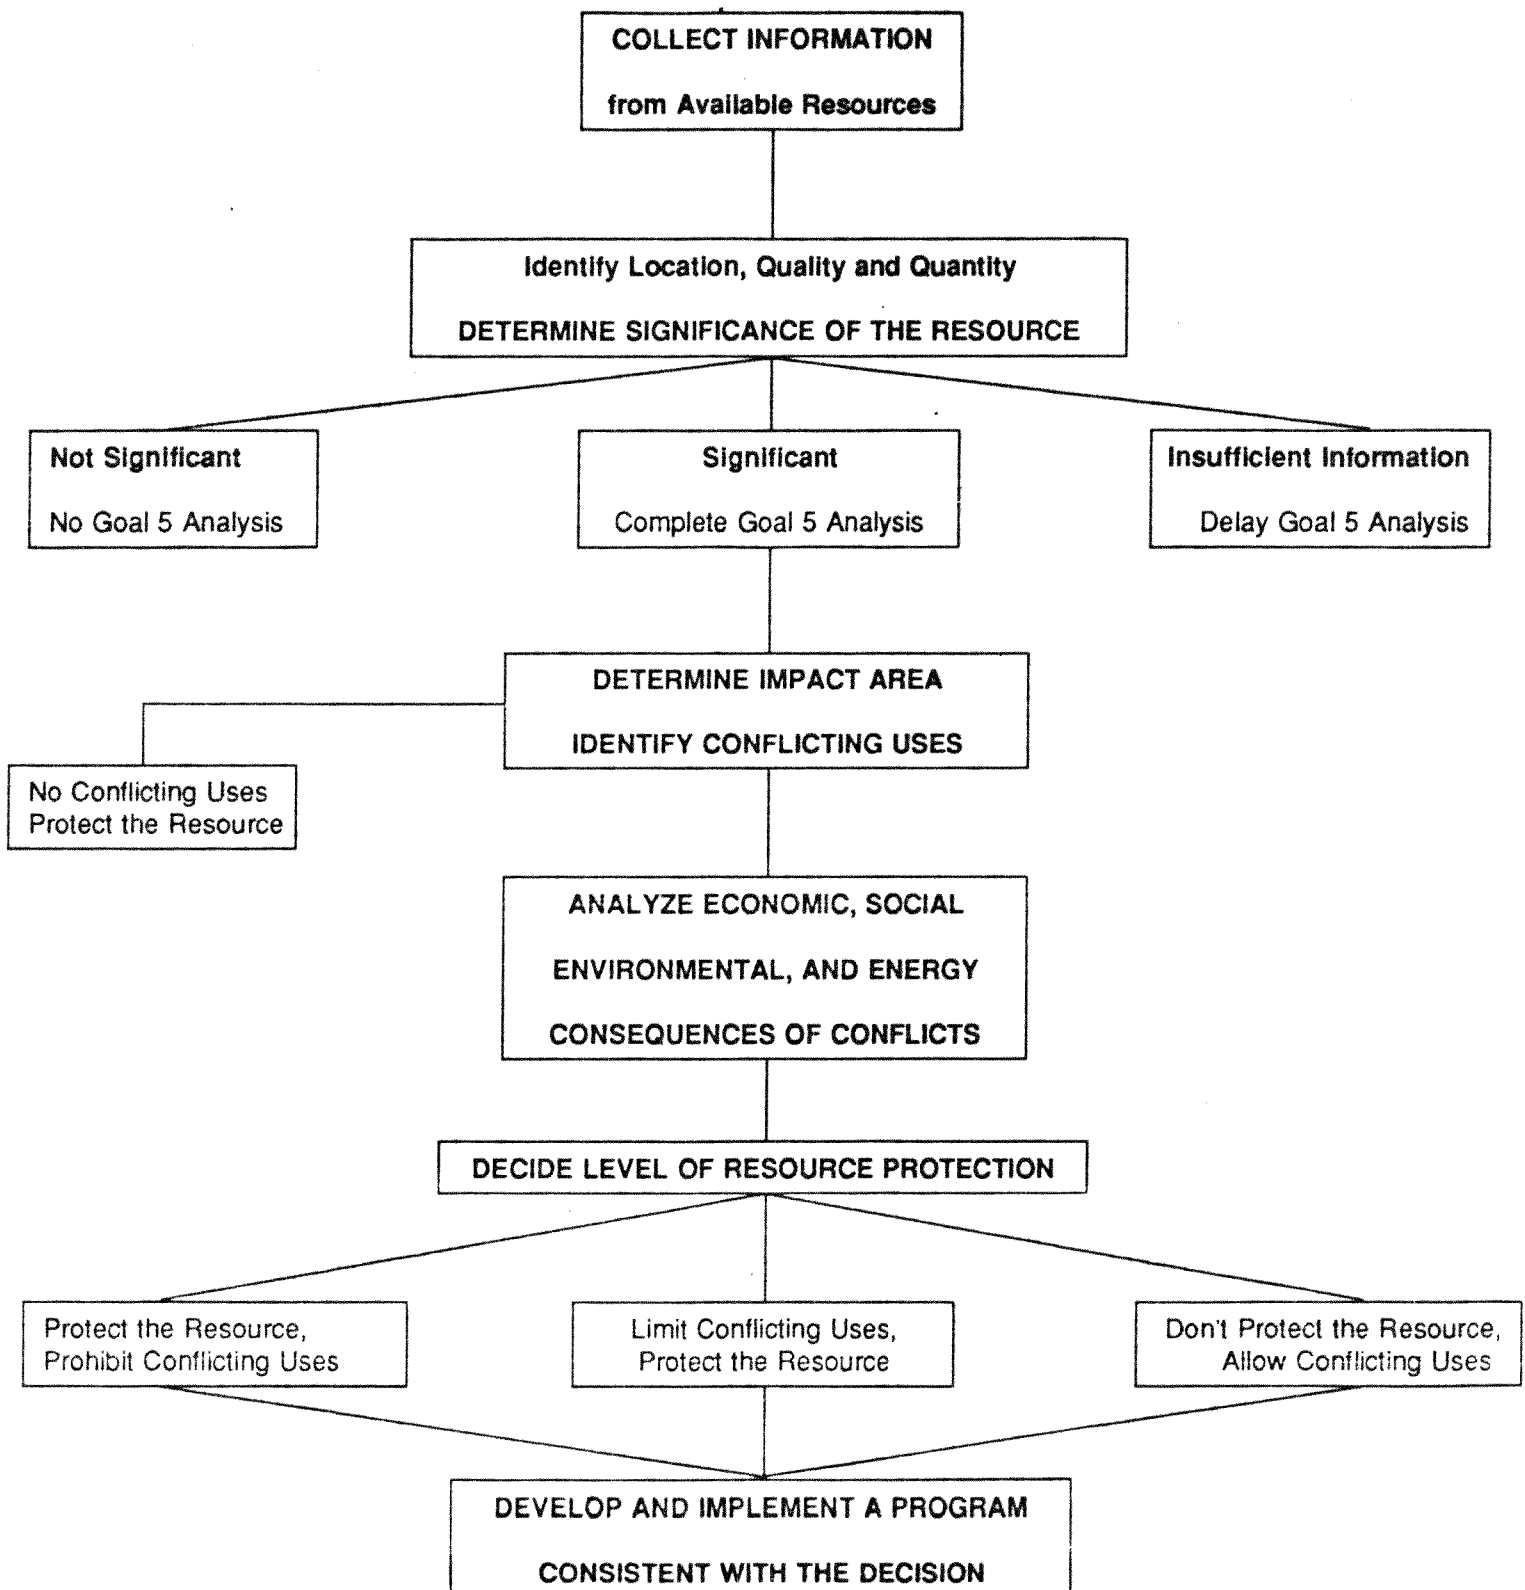 COLLECT INFORMATION
from Available Resources
Identify Location, Quality and Quantity
DETERMINE SIGNIFICANCE OF THE RESOURCE
Not Significant
No Goal 5 Analysis
Significant
Complete Goal 5 Analysis
Insufficient Information
Delay Goal 5 Analysis
DETERMINE IMPACT AREA
IDENTIFY CONFLICTING USES
No Conflicting Uses
Protect the Resource
ANALYZE ECONOMIC, SOCIAL
ENVIRONMENTAL, AND ENERGY
CONSEQUENCES OF CONFLICTS
DECIDE LEVEL OF RESOURCE PROTECTION
Protect the Resource,
Prohibit Conflicting Uses
Limit Conflicting Uses,
Protect the Resource
Don't Protect the Resource,
Allow Conflicting Uses
DEVELOP AND IMPLEMENT A PROGRAM
CONSISTENT WITH THE DECISION